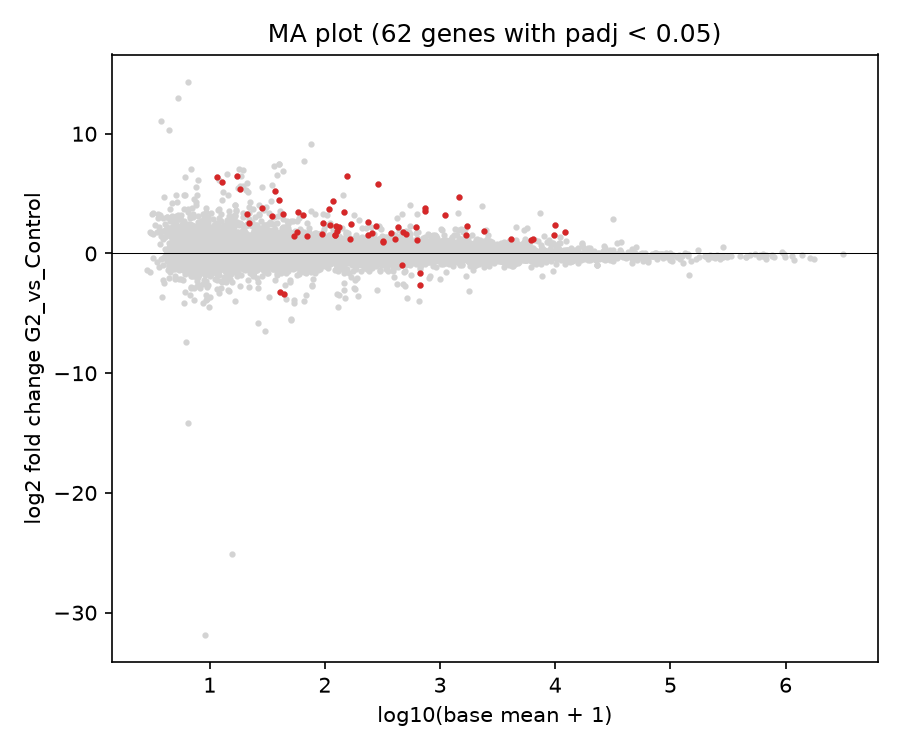 MA plot (62 genes with padj < 0.05)
log2 fold change G2_vs_Control
10
0
−10
−20
−30
1 2 3 4 5 6
log10(base mean + 1)